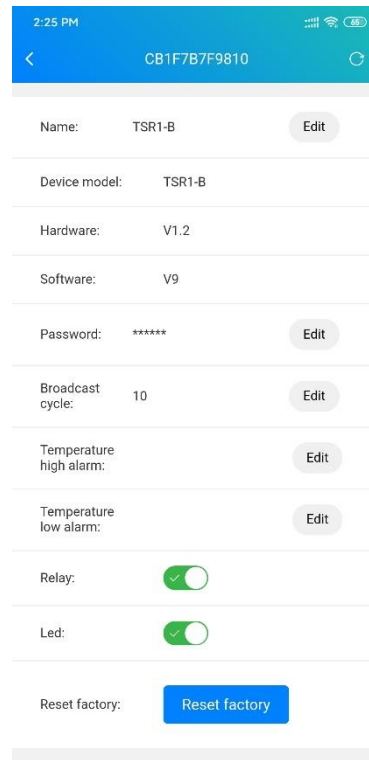 2:25 PM 65
CB1F7B7F9810
Name: TSR1-B Edit
Device model: TSR1-B
Hardware: V1.2
Software: V9
Password: ****** Edit
Broadcast
cycle: 10 Edit
Temperature
high alarm: Edit
Temperature
low alarm: Edit
Relay:
Led:
Reset factory: Reset factory